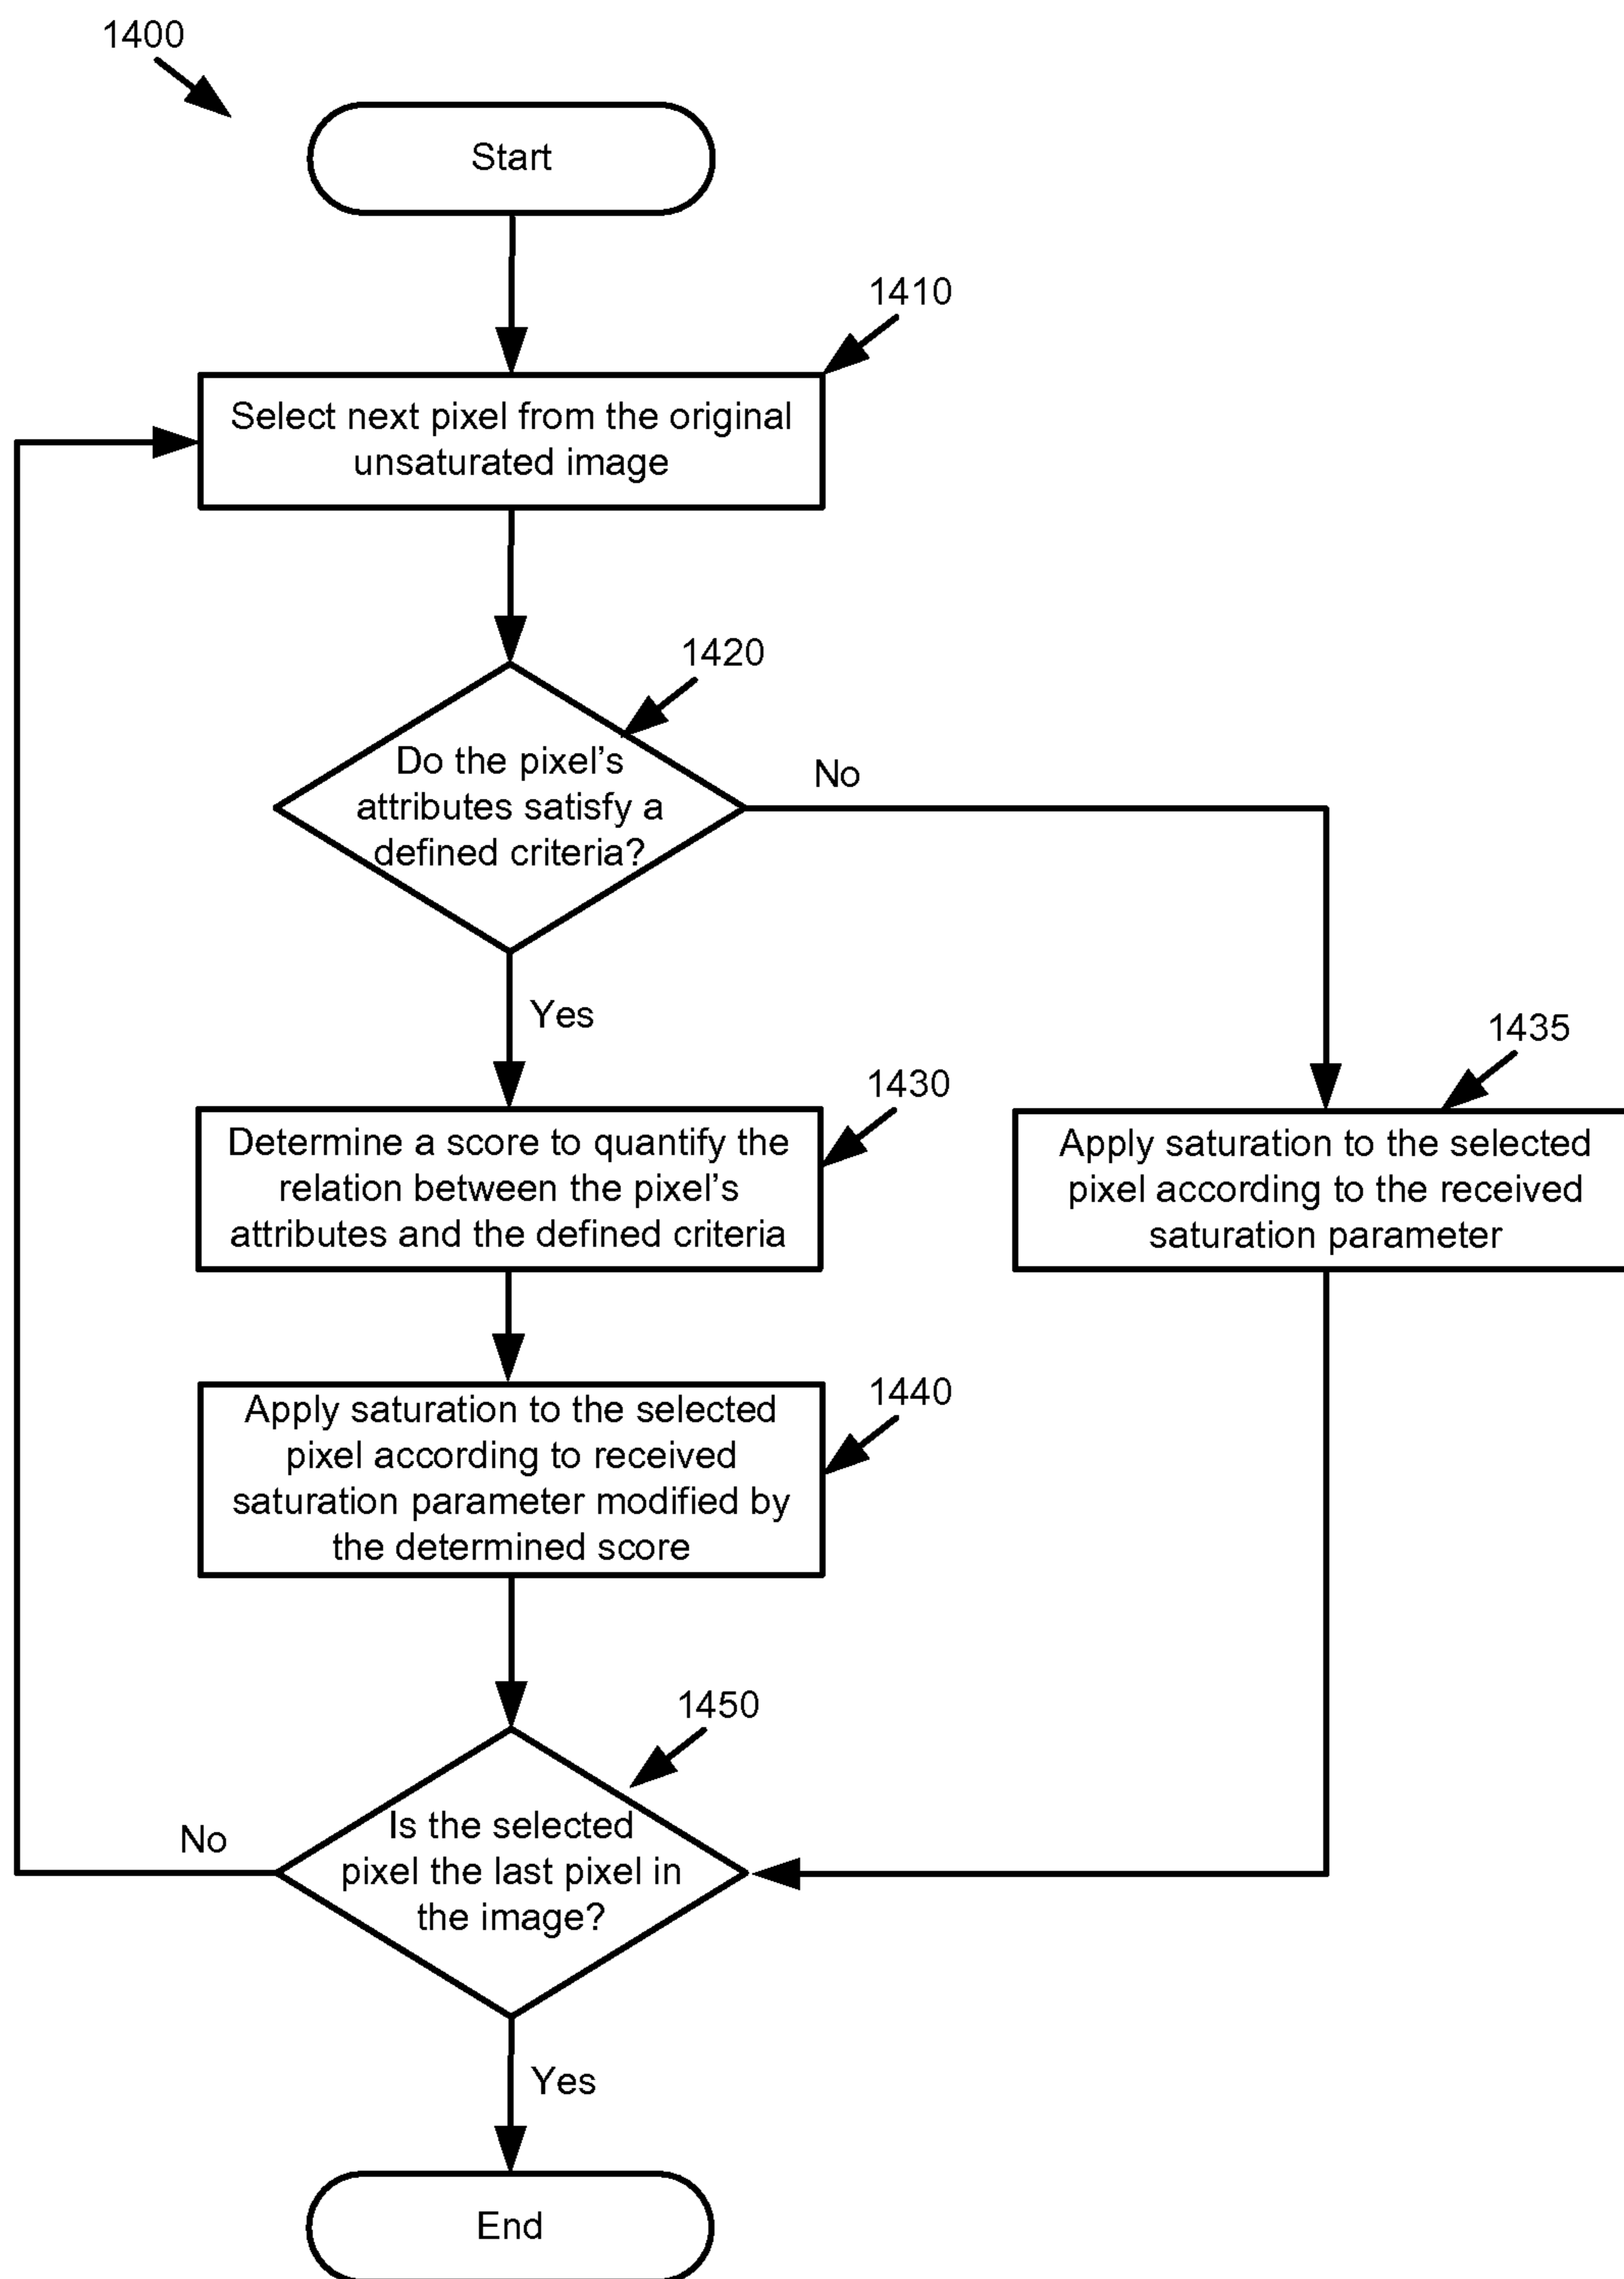 1400
Start
1410
Select next pixel from the original
unsaturated image
1420
Do the pixel’s
attributes satisfy a
defined criteria?
No
Yes
1430
Determine a score to quantify the
relation between the pixel’s
attributes and the defined criteria
1435
Apply saturation to the selected
pixel according to the received
saturation parameter
1440
Apply saturation to the selected
pixel according to received
saturation parameter modified by
the determined score
1450
Is the selected
pixel the last pixel in
the image?
No
Yes
End